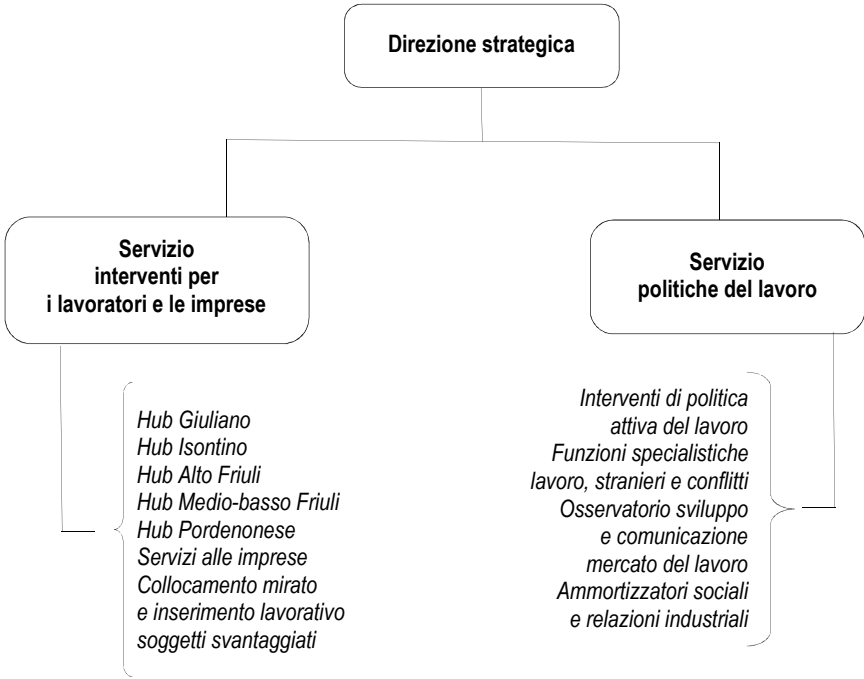 Direzione strategica
Servizio
interventi per
i lavoratori e le imprese
Servizio
politiche del lavoro
Hub Giuliano
Hub Isontino
Hub Alto Friuli
Hub Medio-basso Friuli
Hub Pordenonese
Servizi alle imprese
Collocamento mirato
e inserimento lavorativo
soggetti svantaggiati
Interventi di politica
attiva del lavoro
Funzioni specialistiche
lavoro, stranieri e conflitti
Osservatorio sviluppo
e comunicazione
mercato del lavoro
Ammortizzatori sociali
e relazioni industriali